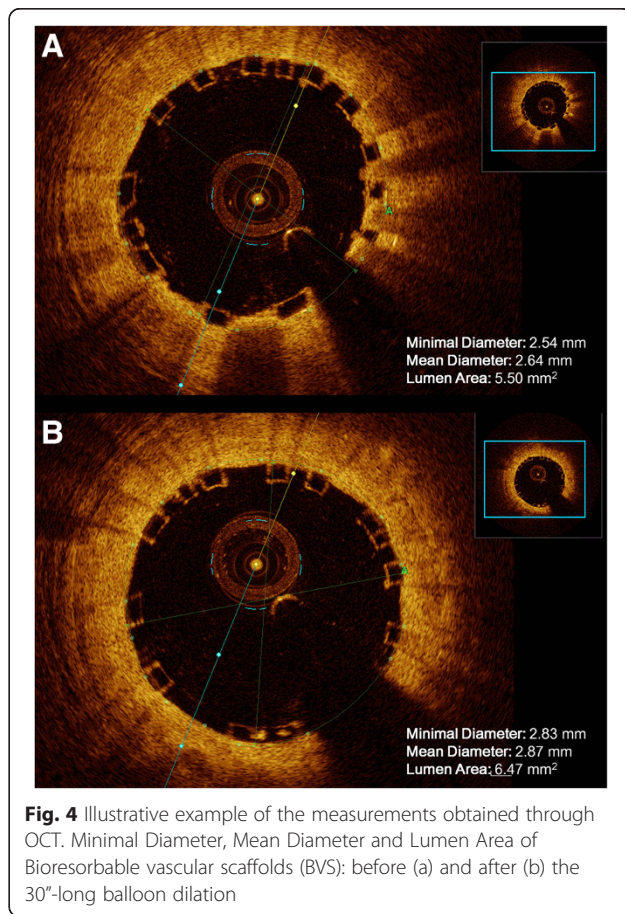 A
A
Minimal Diameter: 2.54 mm
Mean Diameter: 2.64 mm
Lumen Area: 5.50 mm²
B
A
Minimal Diameter: 2.83 mm
Mean Diameter: 2.87 mm
Lumen Area: 6.47 mm²
Fig. 4 Illustrative example of the measurements obtained through
OCT. Minimal Diameter, Mean Diameter and Lumen Area of
Bioresorbable vascular scaffolds (BVS): before (a) and after (b) the
30”-long balloon dilation